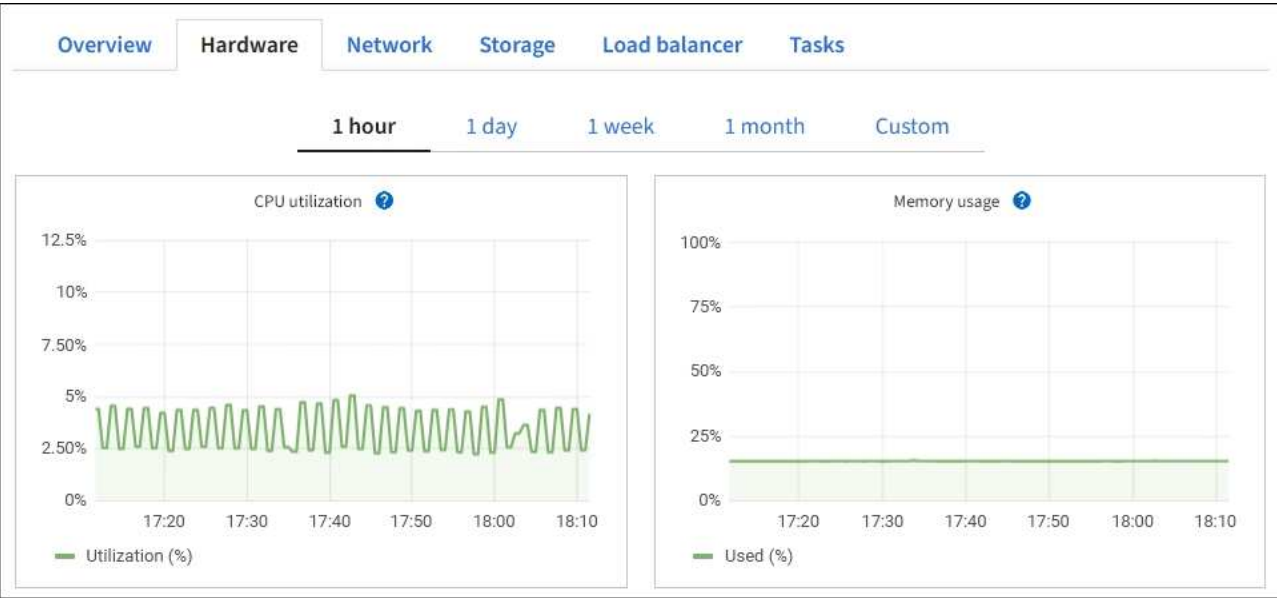 Overview Hardware Network Storage Load balancer Tasks
1 hour 1 day 1 week 1 month Custom
CPU utilization ?
12.5%
10%
7.50%
5%
2.50%
0%
17:20 17:30 17:40 17:50 18:00 18:10
Utilization (%)
Memory usage ?
100%
75%
50%
25%
0%
17:20 17:30 17:40 17:50 18:00 18:10
Used (%)